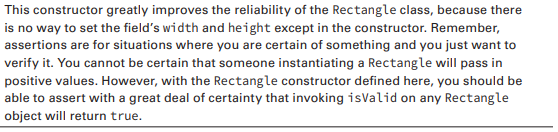 This constructor greatly improves the reliability of the Rectangle class, because there
is no way to set the field's width and height except in the constructor. Remember,
assertions are for situations where you are certain of something and you just want to
verify it. You cannot be certain that someone instantiating a Rectangle will pass in
positive values. However, with the Rectangle constructor defined here, you should be
able to assert with a great deal of certainty that invoking isValid on any Rectangle
object will return true.